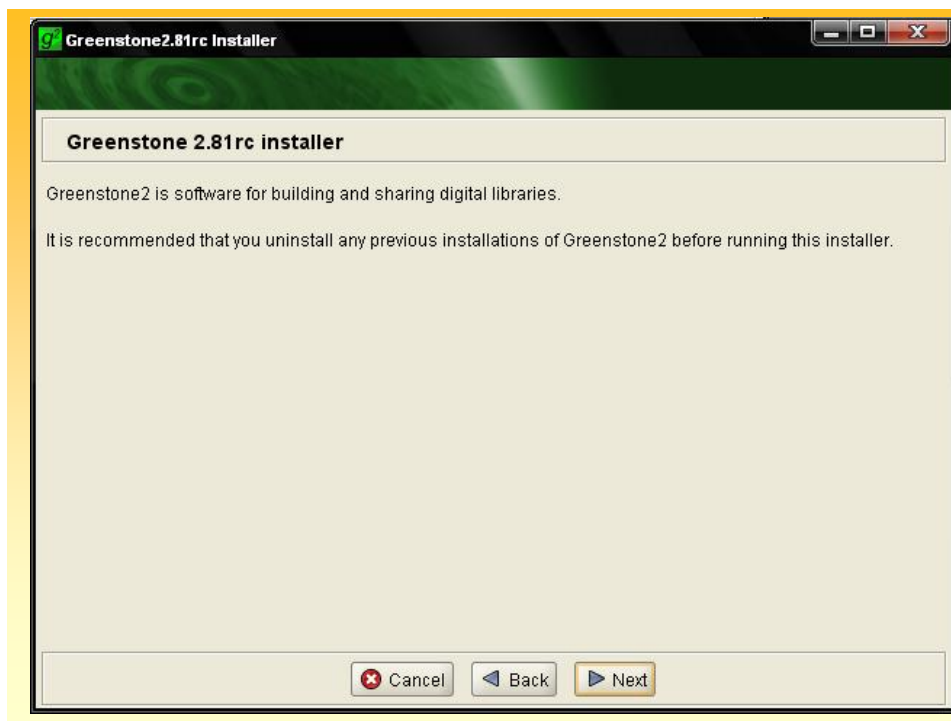 g2 Greenstone2.81rc Installer
Greenstone 2.81rc installer
Greenstone2 is software for building and sharing digital libraries.
It is recommended that you uninstall any previous installations of Greenstone2 before running this installer.
Cancel Back Next